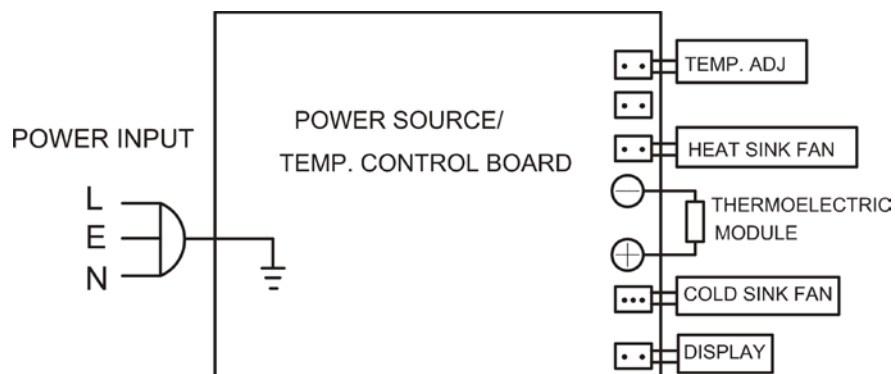 POWER INPUT
L
E
N
POWER SOURCE/
TEMP. CONTROL BOARD
TEMP. ADJ
HEAT SINK FAN
THERMOELECTRIC
MODULE
COLD SINK FAN
DISPLAY